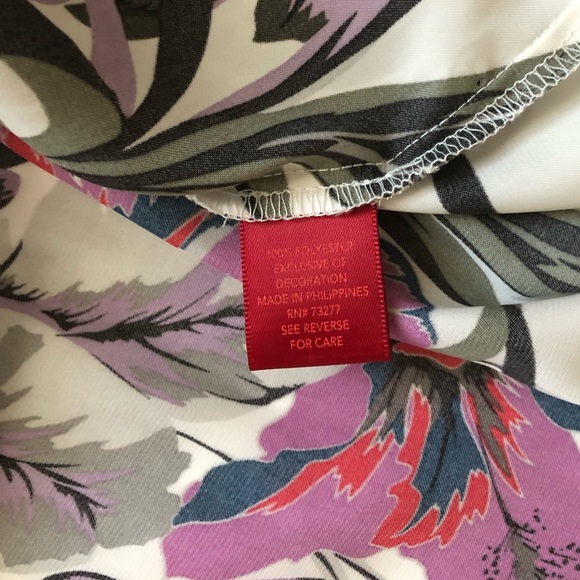 100% POLYESTER
EXCLUSIVE OF
DECORATION
MADE IN PHILIPPINES
RN# 73277
SEE REVERSE
FOR CARE